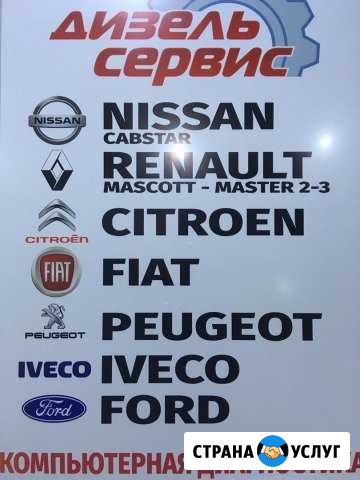 ДИЗЕЛЬ
сервис
NISSAN NISSAN
CABSTAR
RENAULT
MASCOTT - MASTER 2-3
CITROËN CITROEN
FIAT FIAT
PEUGEOT PEUGEOT
IVECO IVECO
Ford FORD
СТРАНА УСЛУГ
КОМПЬЮТЕРНАЯ